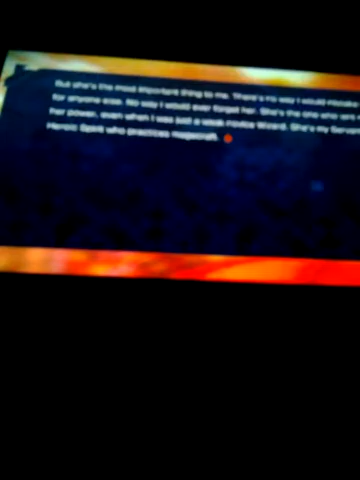 But she's the most important thing to me. There's no way I would mistake
for anyone else. No way I would ever forget her. She's the one who
her power, even when I was just a weak novice Wizard. She's my
Heroic Spirit who practices